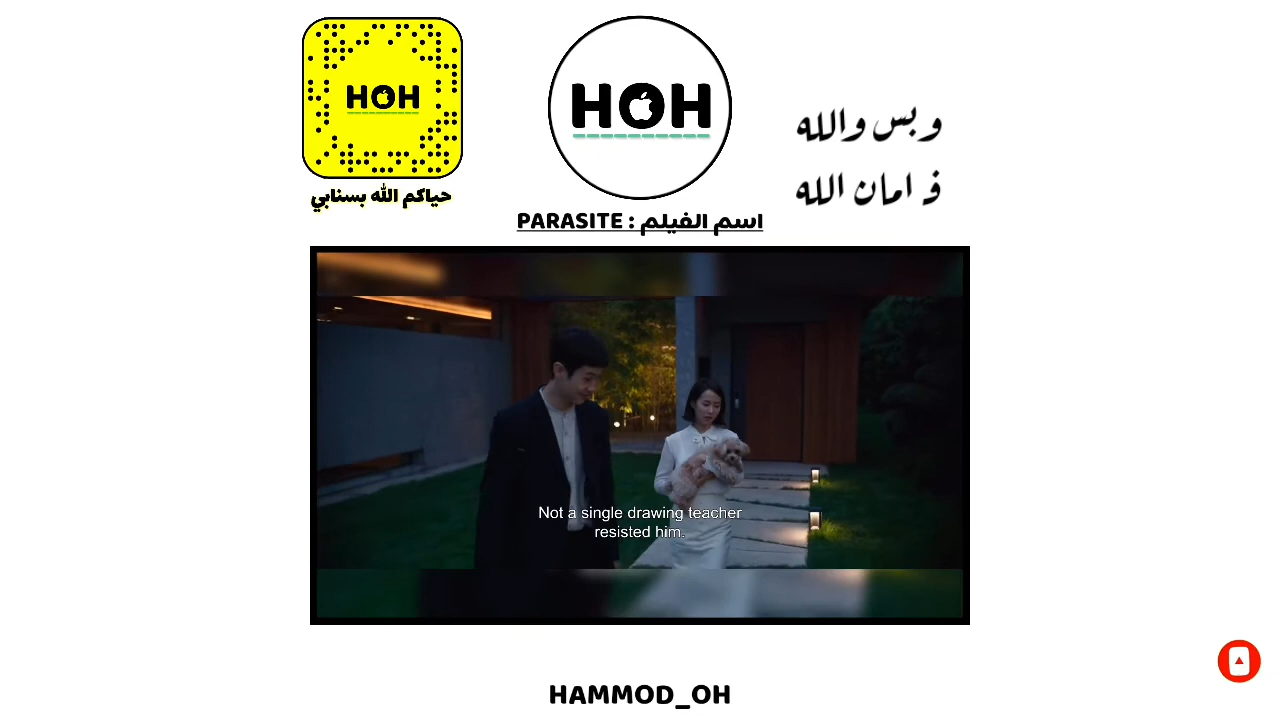 HOH
HOH
وبس والله
ف امان الله
حياكم الله بسنابي
اسم الفيلم : PARASITE
Not a single drawing teacher
resisted him.
HAMMOD_OH